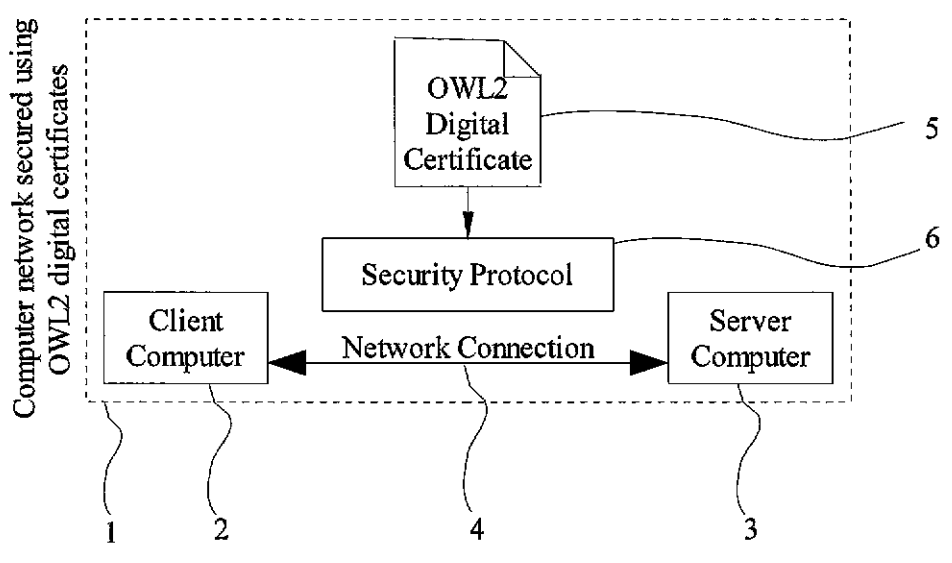 Computer network secured using
OWL2 digital certificates
OWL2
Digital
Certificate
5
6
Security Protocol
Client
Computer
Network Connection
Server
Computer
1
2
4
3